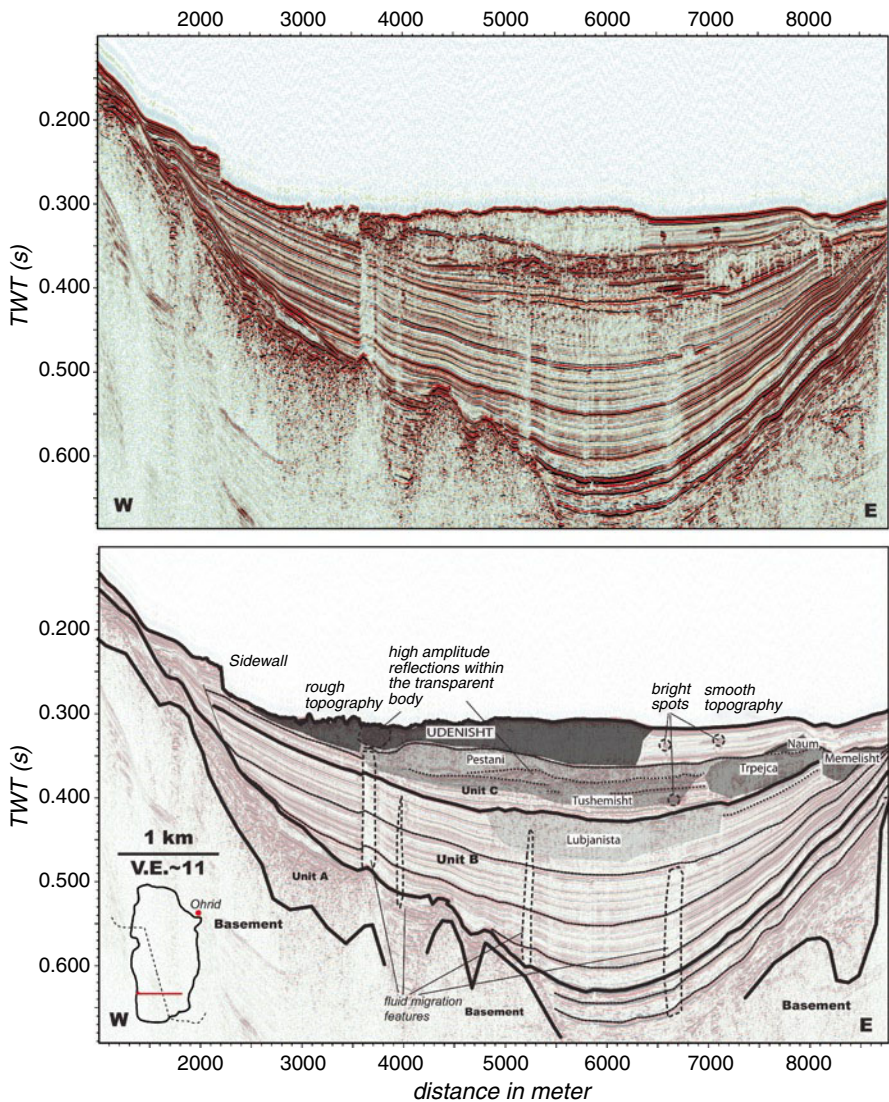 2000 3000 4000 5000 6000 7000 8000
TWT (s)
0.200
0.300
0.400
0.500
0.600
W
E
0.200
0.300
0.400
0.500
0.600
TWT (s)
Sidewall
rough
topography
high amplitude
reflections within
the transparent
body
bright
spots
smooth
topography
UDENISHT
Pestani
Naum
Trpejca
Memelisht
Unit C
Tushemisht
Lubjanista
Unit B
Unit A
1 km
V.E.~11
Ohrid
Basement
fluid migration
features
Basement
Basement
W
E
2000 3000 4000 5000 6000 7000 8000
distance in meter